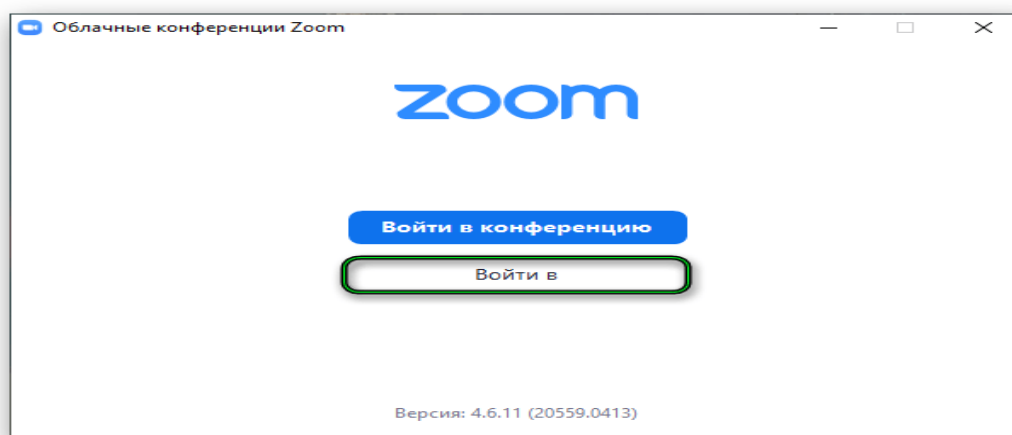 Облачные конференции Zoom
zoom
Войти в конференцию
Войти в
Версия: 4.6.11 (20559.0413)